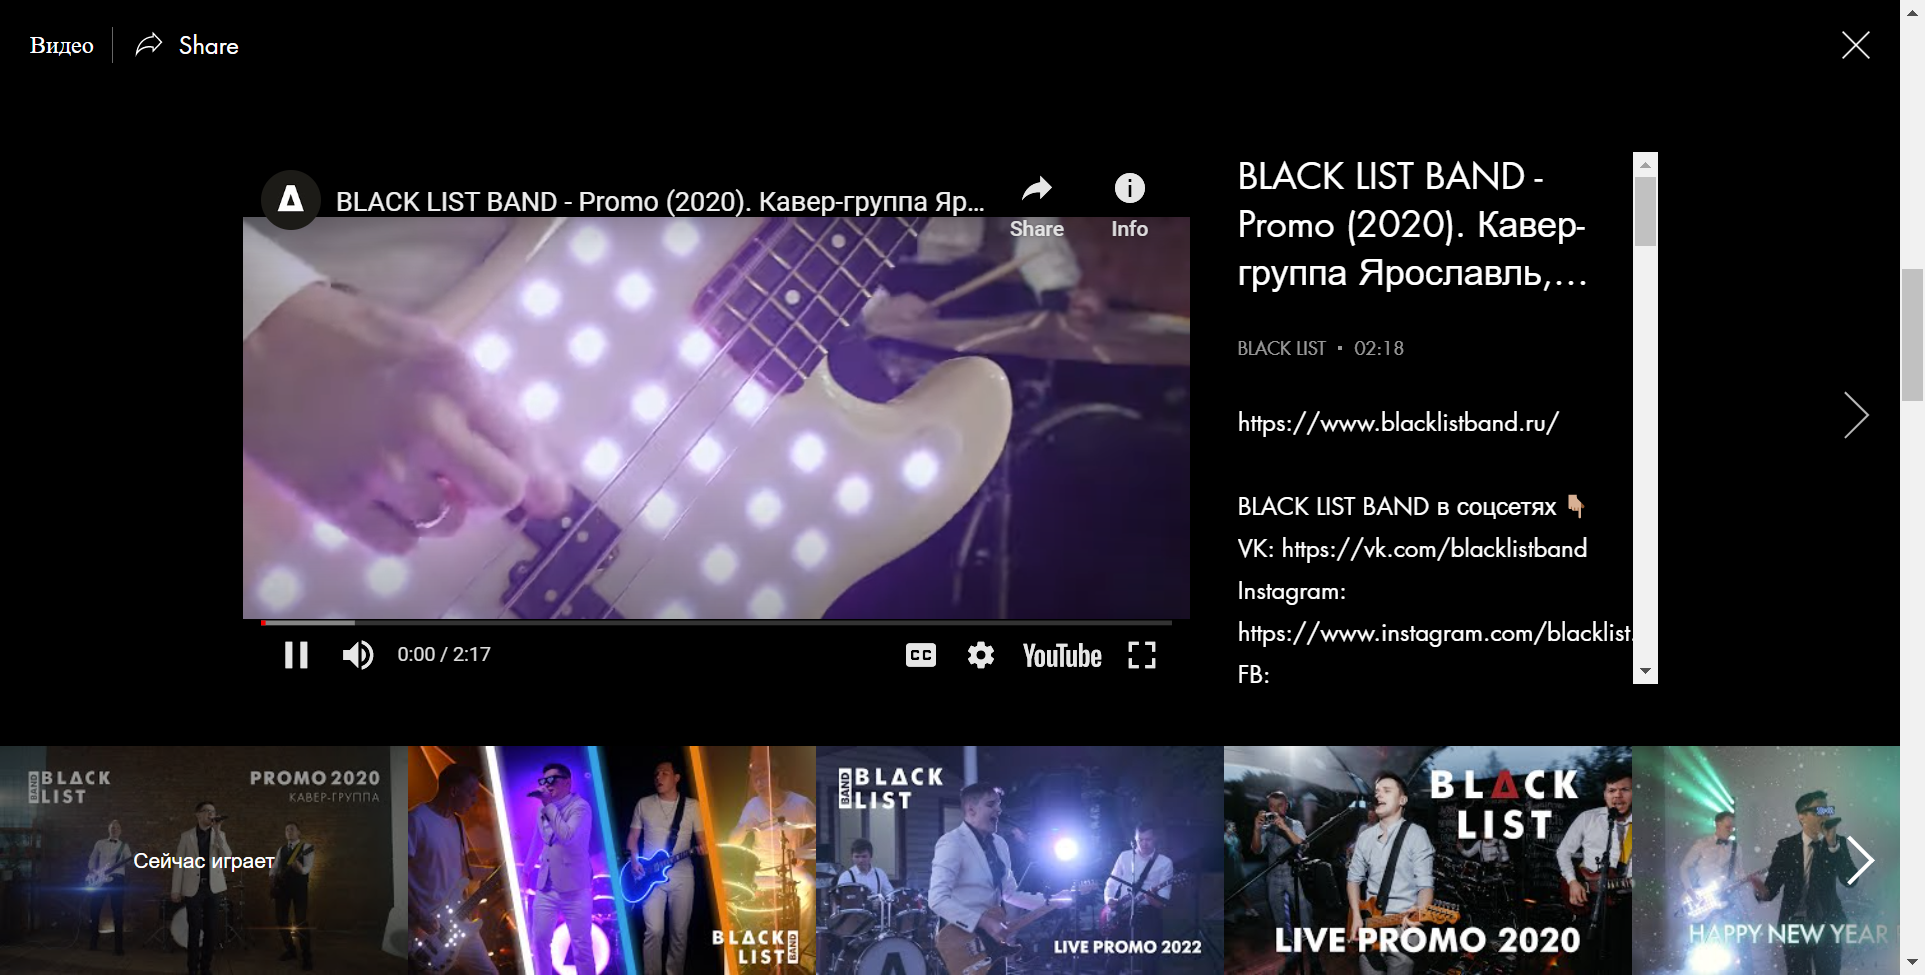 Видео
Share
BLACK LIST BAND - Promo (2020). Кавер-группа Яр...
Share
Info
BLACK LIST BAND -
Promo (2020). Кавер-
группа Ярославль,...
BLACK LIST • 02:18
https://www.blacklistband.ru/
BLACK LIST BAND в соцсетях
VK: https://vk.com/blacklistband
Instagram:
https://www.instagram.com/blacklist.
FB:
0:00 / 2:17
CC
YouTube
BLACK
LIST
BAND
PROMO 2020
КАВЕР-ГРУППА
Сейчас играет
BLACK
LIST
BAND
BLACK
LIST
BAND
LIVE PROMO 2022
BLACK
LIST
LIVE PROMO 2020
HAPPY NEW YEAR